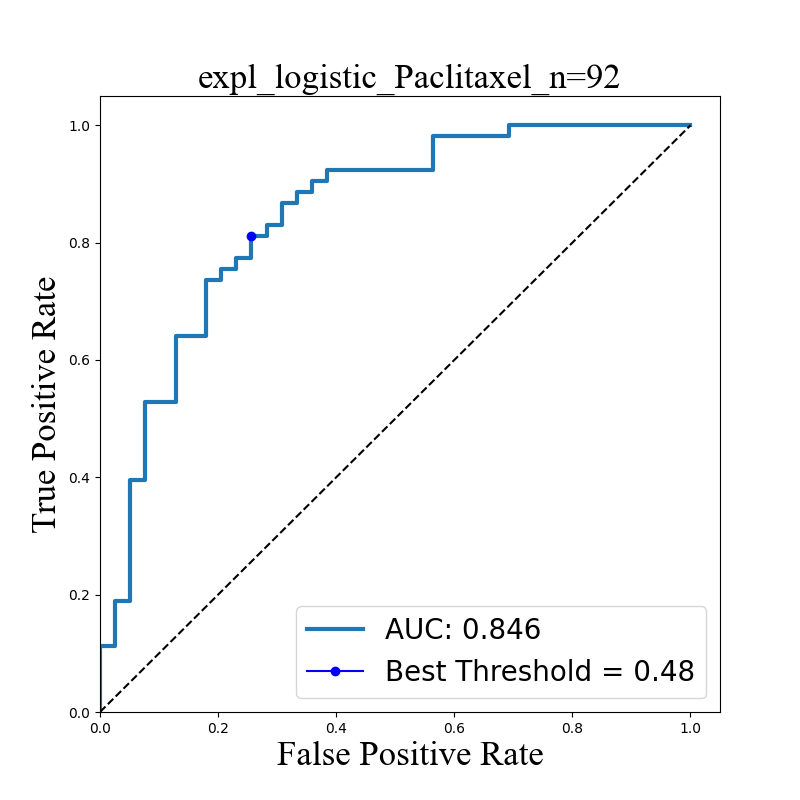 expl_logistic_Paclitaxel_n=92
True Positive Rate
1.0
0.8
0.6
0.4
0.2
0.0
AUC: 0.846
Best Threshold = 0.48
0.0 0.2 0.4 0.6 0.8 1.0
False Positive Rate